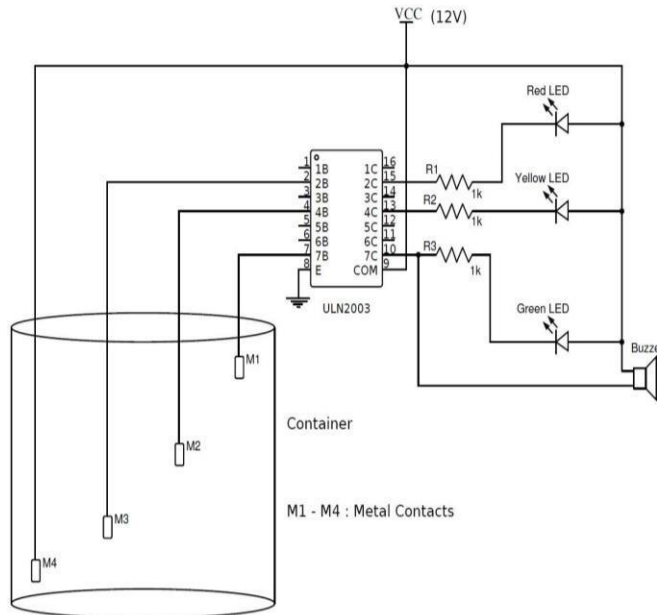 VCC (12V)
Red LED
Yellow LED
Green LED
R1
1k
R2
1k
R3
1k
1 1B 1C 16
2 2B 2C 15
3 3B 3C 14
4 4B 4C 13
5 5B 5C 12
6 6B 6C 11
7 7B 7C 10
8 E COM 9
ULN2003
Buzze
M1
M2
M3
M4
Container
M1 - M4 : Metal Contacts